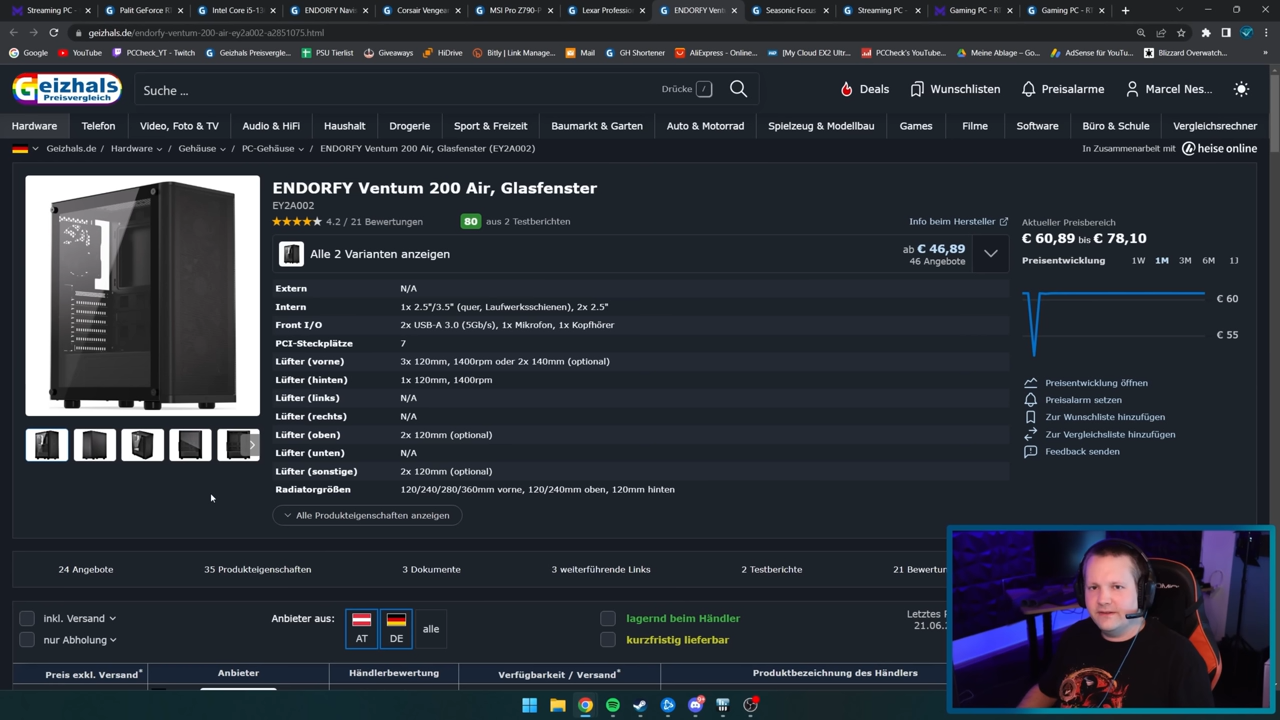 Streaming PC -
Palit GeForce RT
Intel Core i5-13
ENDORFY Navi
Corsair Vengea
MSI Pro Z790-P
Lexar Profession
ENDORFY Vent
Seasonic Focus
Streaming PC -
Gaming PC - RT
Gaming PC - R
geizhals.de/endorfy-ventum-200-air-ey2a002-a2851075.html
Google
YouTube
PCCheck_YT - Twitch
Geizhals Preisvergle...
PSU Tierlist
Giveaways
HiDrive
Bitly | Link Manage...
Mail
GH Shortener
AliExpress - Online...
[My Cloud EX2 Ultr...
PCCheck's YouTube...
Meine Ablage – Go...
AdSense für YouTu...
Blizzard Overwatch...
Geizhals
Preisvergleich
Suche ...
Drücke /
Deals
Wunschlisten
Preisalarme
Marcel Nes...
Hardware
Telefon
Video, Foto & TV
Audio & HiFi
Haushalt
Drogerie
Sport & Freizeit
Baumarkt & Garten
Auto & Motorrad
Spielzeug & Modellbau
Games
Filme
Software
Büro & Schule
Vergleichsrechner
Geizhals.de / Hardware / Gehäuse / PC-Gehäuse / ENDORFY Ventum 200 Air, Glasfenster (EY2A002)
In Zusammenarbeit mit heise online
ENDORFY Ventum 200 Air, Glasfenster
EY2A002
4.2 / 21 Bewertungen
80 aus 2 Testberichten
Info beim Hersteller
Alle 2 Varianten anzeigen
ab € 46,89
46 Angebote
Extern N/A
Intern 1x 2.5"/3.5" (quer, Laufwerksschienen), 2x 2.5"
Front I/O 2x USB-A 3.0 (5Gb/s), 1x Mikrofon, 1x Kopfhörer
PCI-Steckplätze 7
Lüfter (vorne) 3x 120mm, 1400rpm oder 2x 140mm (optional)
Lüfter (hinten) 1x 120mm, 1400rpm
Lüfter (links) N/A
Lüfter (rechts) N/A
Lüfter (oben) 2x 120mm (optional)
Lüfter (unten) N/A
Lüfter (sonstige) 2x 120mm (optional)
Radiatorgrößen 120/240/280/360mm vorne, 120/240mm oben, 120mm hinten
Alle Produkteigenschaften anzeigen
Aktueller Preisbereich
€ 60,89 bis € 78,10
Preisentwicklung 1W 1M 3M 6M 1J
€ 60
€ 55
Preisentwicklung öffnen
Preisalarm setzen
Zur Wunschliste hinzufügen
Zur Vergleichsliste hinzufügen
Feedback senden
24 Angebote
35 Produkteigenschaften
3 Dokumente
3 weiterführende Links
2 Testberichte
21 Bewertun
inkl. Versand
nur Abholung
Anbieter aus:
AT
DE
alle
lagernd beim Händler
kurzfristig lieferbar
Letztes
21.06.
Preis exkl. Versand*
Anbieter
Händlerbewertung
Verfügbarkeit / Versand*
Produktbezeichnung des Händlers